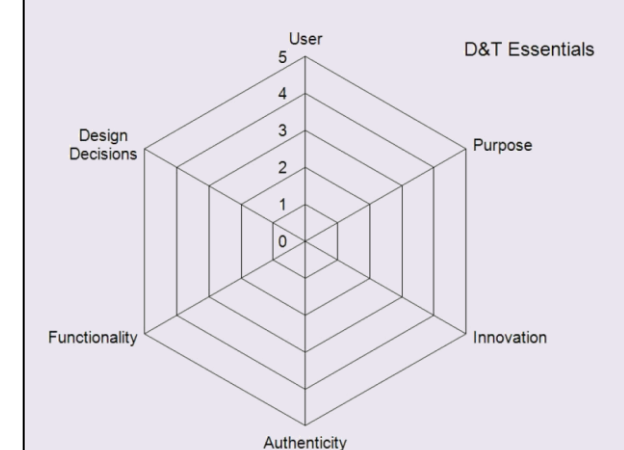 User
D&T Essentials
5
4
3
2
1
0
Design
Decisions
Purpose
Functionality
Innovation
Authenticity